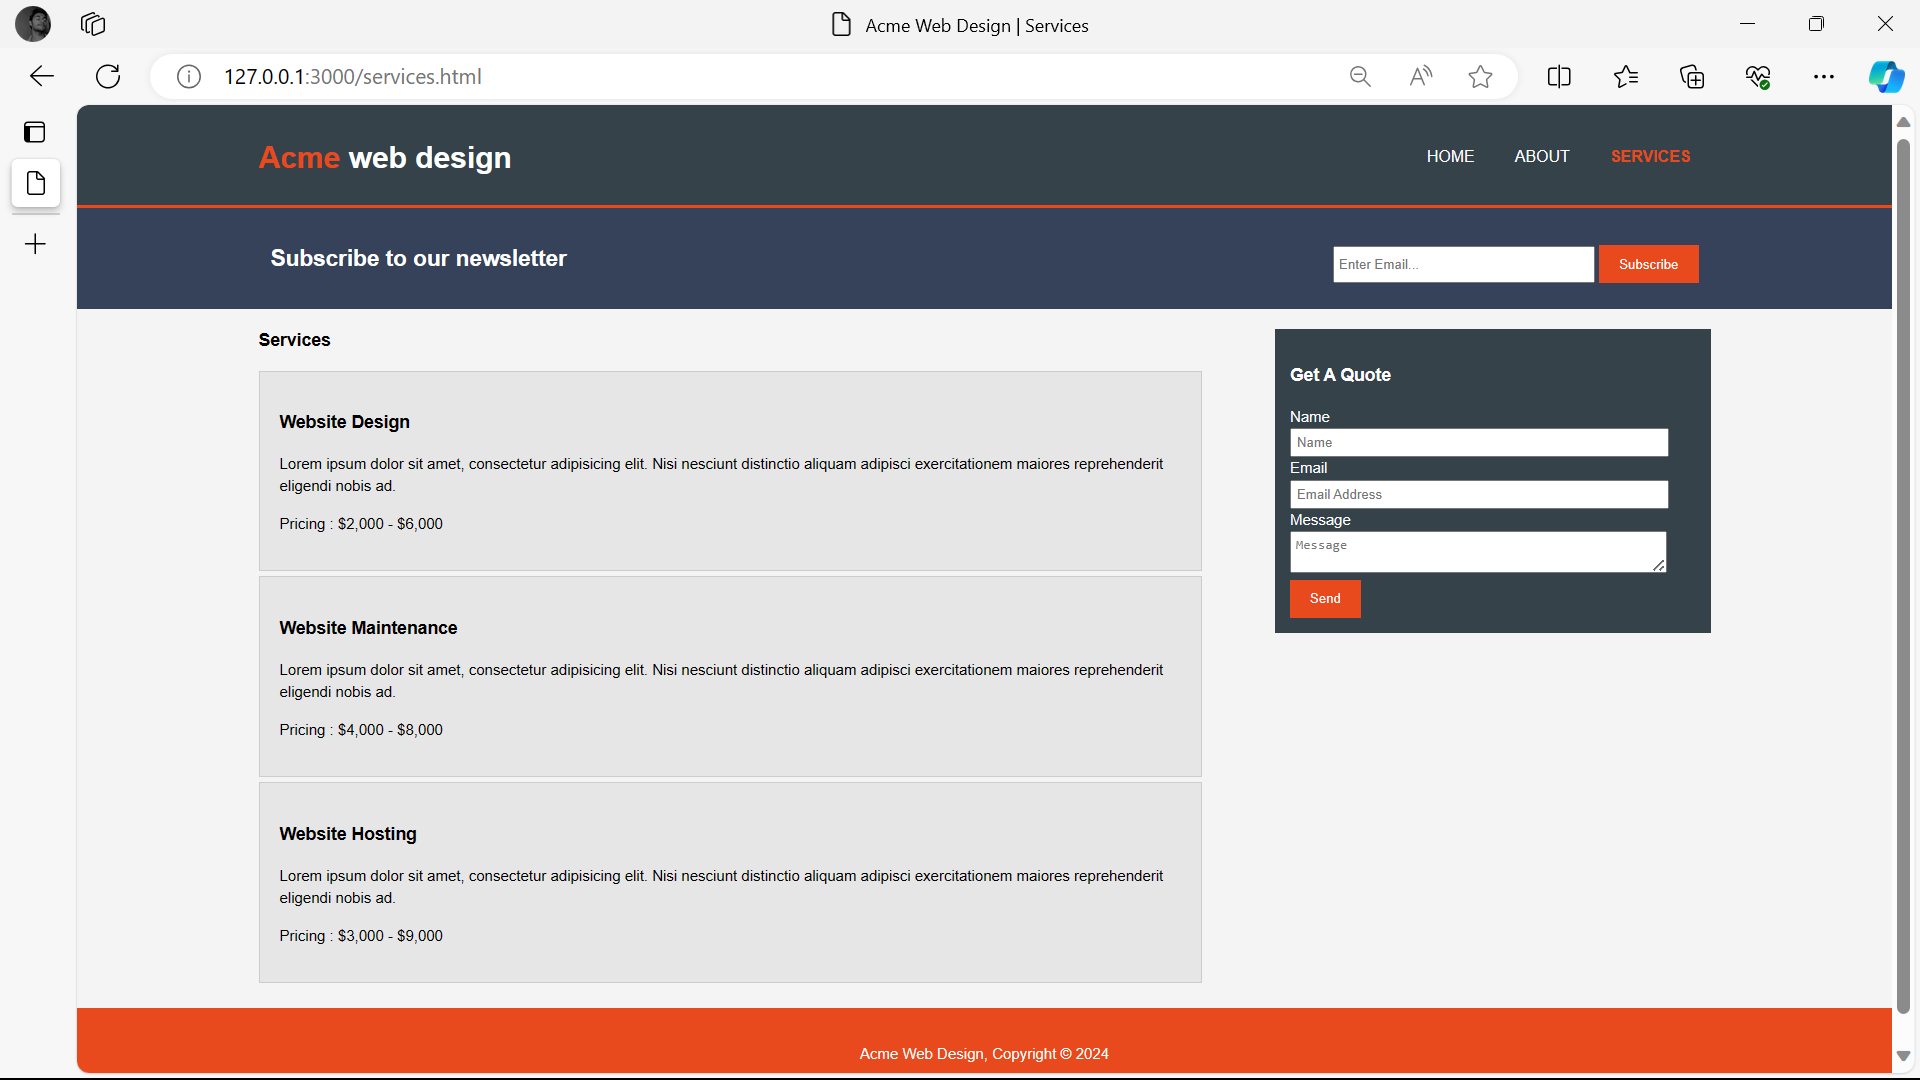 Acme Web Design | Services
127.0.0.1:3000/services.html
Acme web design
HOME ABOUT SERVICES
Subscribe to our newsletter
Enter Email...
Subscribe
Services
Website Design
Lorem ipsum dolor sit amet, consectetur adipisicing elit. Nisi nesciunt distinctio aliquam adipisci exercitationem maiores reprehenderit
eligendi nobis ad.
Pricing : $2,000 - $6,000
Website Maintenance
Lorem ipsum dolor sit amet, consectetur adipisicing elit. Nisi nesciunt distinctio aliquam adipisci exercitationem maiores reprehenderit
eligendi nobis ad.
Pricing : $4,000 - $8,000
Website Hosting
Lorem ipsum dolor sit amet, consectetur adipisicing elit. Nisi nesciunt distinctio aliquam adipisci exercitationem maiores reprehenderit
eligendi nobis ad.
Pricing : $3,000 - $9,000
Get A Quote
Name
Name
Email
Email Address
Message
Message
Send
Acme Web Design, Copyright © 2024